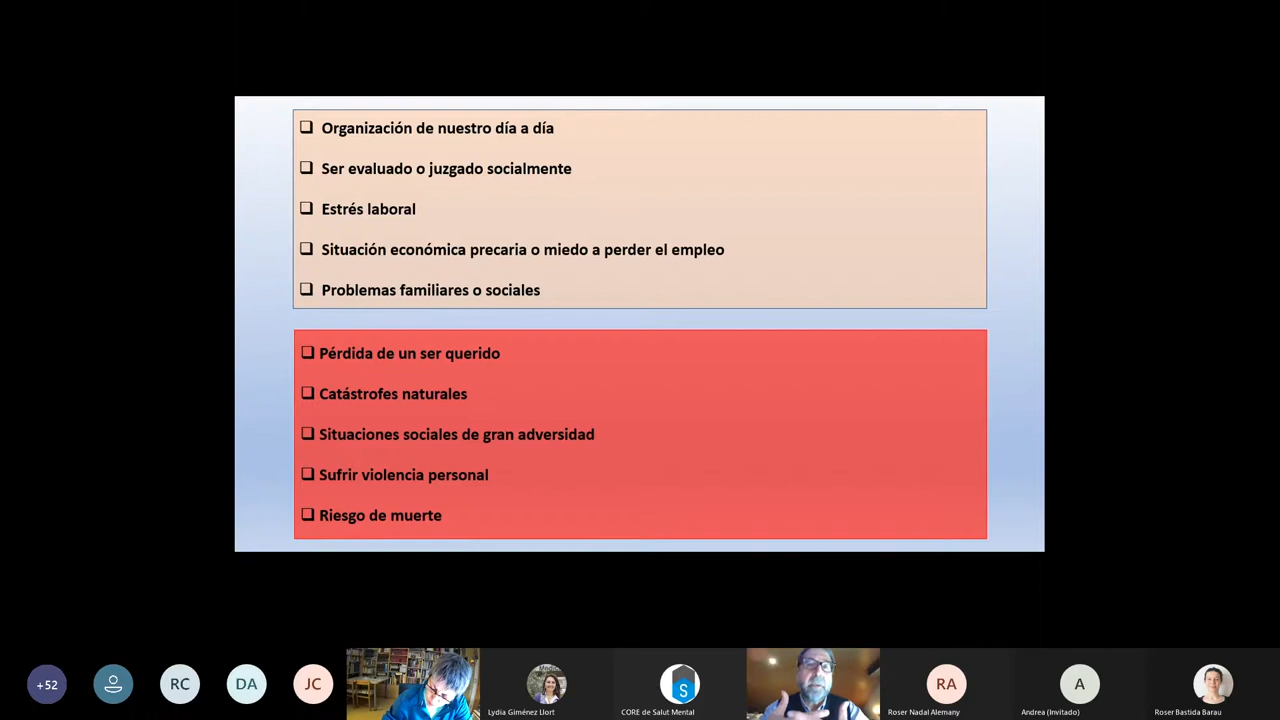 Organización de nuestro día a día
Ser evaluado o juzgado socialmente
Estrés laboral
Situación económica precaria o miedo a perder el empleo
Problemas familiares o sociales
Pérdida de un ser querido
Catástrofes naturales
Situaciones sociales de gran adversidad
Sufrir violencia personal
Riesgo de muerte
+52
RC
DA
JC
Lydia Giménez Llort
S
CORE de Salut Mental
RA
Roser Nadal Alemany
A
Andrea (Invitado)
Roser Bastida Barau